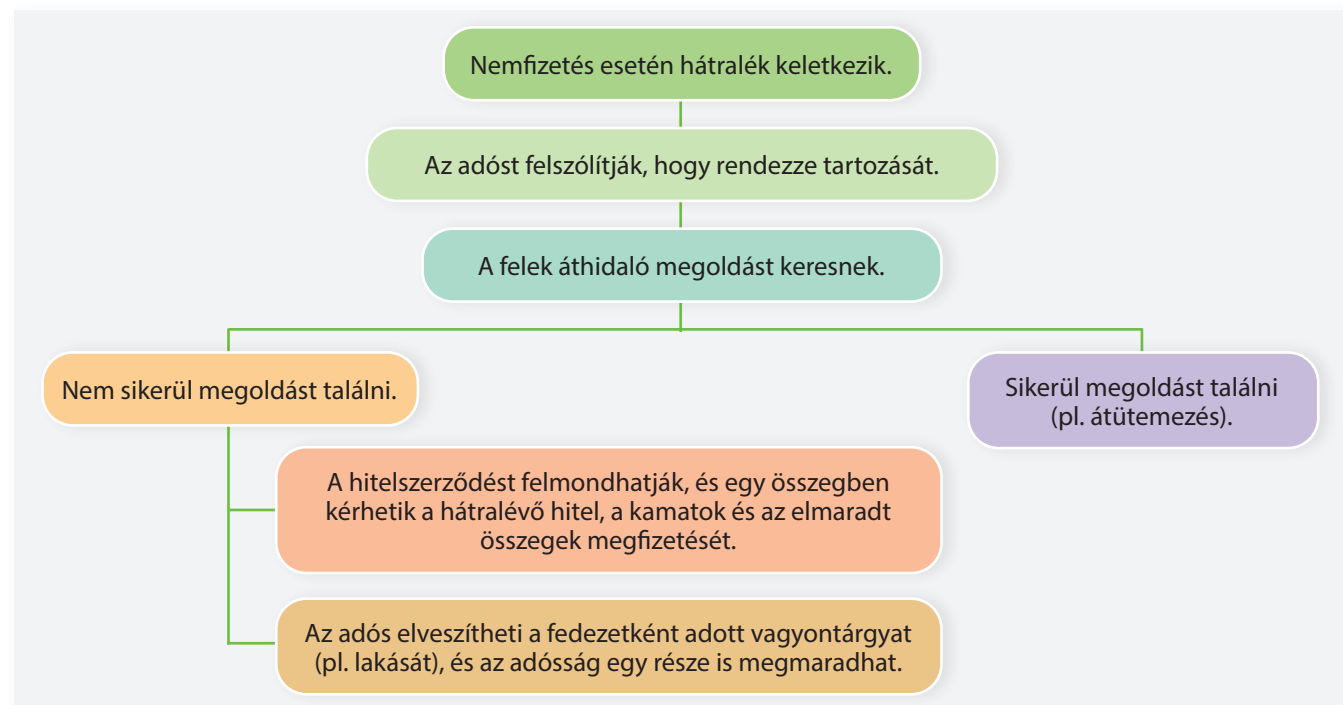 Nemfizetés esetén hátralék keletkezik.
Az adóst felszólítják, hogy rendezze tartozását.
A felek áthidaló megoldást keresnek.
Nem sikerül megoldást találni.
Sikerül megoldást találni
(pl. átütemezés).
A hitelszerződést felmondhatják, és egy összegben
kérhetik a hátralévő hitel, a kamatok és az elmaradt
összegek megfizetését.
Az adós elveszítheti a fedezetként adott vagyontárgyat
(pl. lakását), és az adósság egy része is megmaradhat.